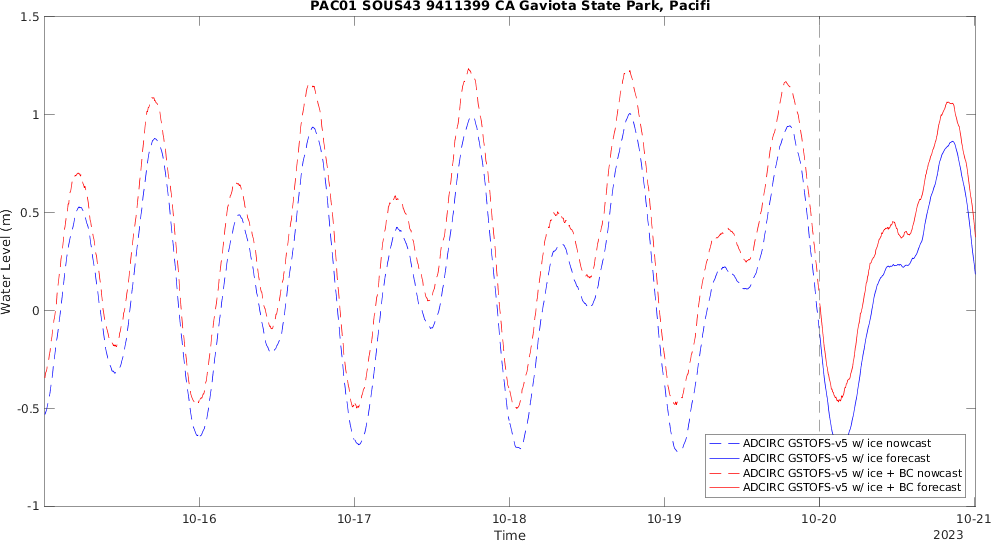 PAC01 SOUS43 9411399 CA Gaviota State Park, Pacifi
1.5
1
0.5
0
-0.5
-1
Water Level (m)
10-16
10-17
10-18
10-19
10-20
10-21
Time
2023
ADCIRC GSTOFS-v5 w/ ice nowcast
ADCIRC GSTOFS-v5 w/ ice forecast
ADCIRC GSTOFS-v5 w/ ice + BC nowcast
ADCIRC GSTOFS-v5 w/ ice + BC forecast